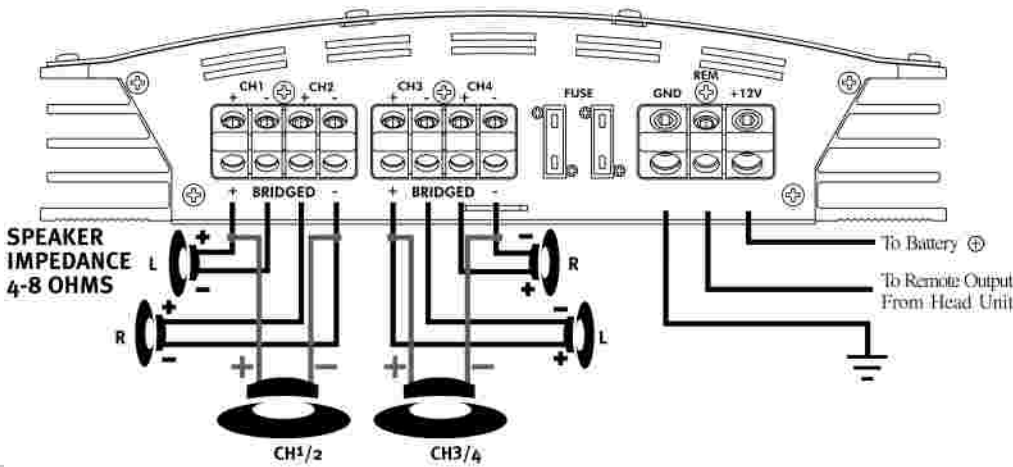 CH1 CH2
+ - + -
CH3 CH4
+ - + -
FUSE
GND REM +12V
+ BRIDGED -
+ BRIDGED -
SPEAKER
IMPEDANCE
4-8 OHMS
L + -
R + -
- + R
- + L
+ -
+ -
CH1/2
CH3/4
To Battery ⊕
To Remote Output
From Head Unit